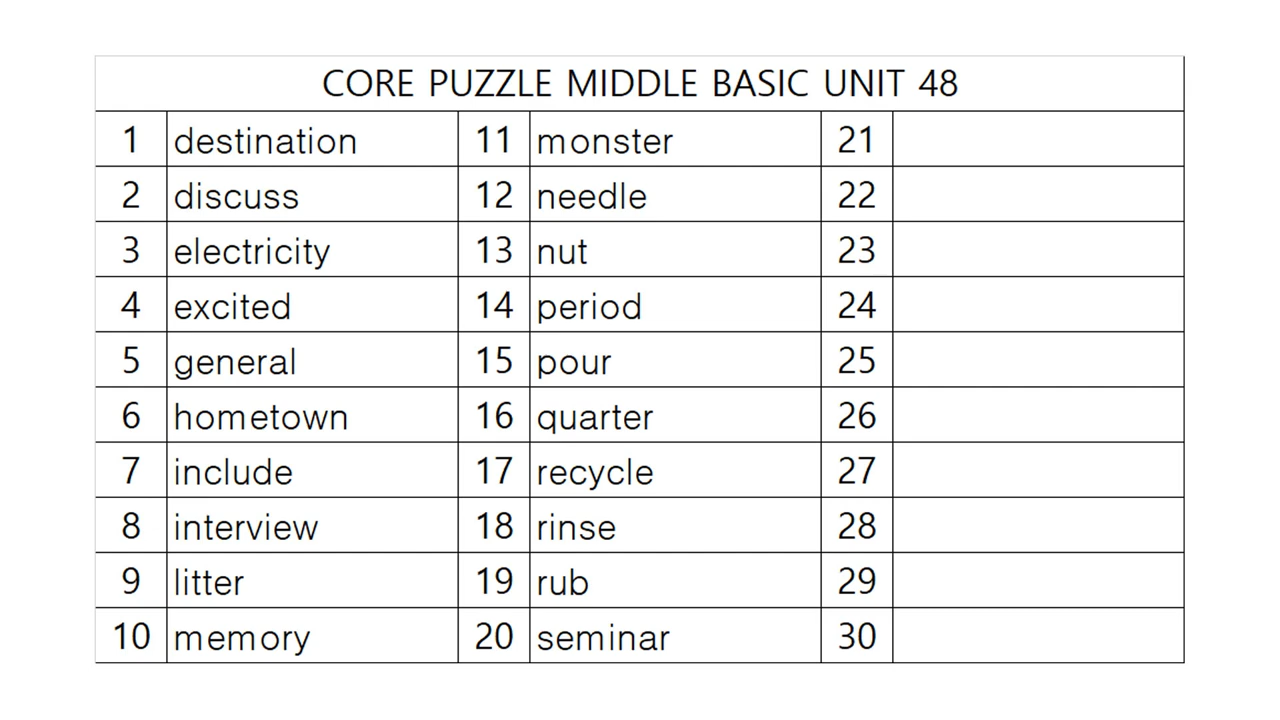 CORE PUZZLE MIDDLE BASIC UNIT 48
1 destination 11 monster 21
2 discuss 12 needle 22
3 electricity 13 nut 23
4 excited 14 period 24
5 general 15 pour 25
6 hometown 16 quarter 26
7 include 17 recycle 27
8 interview 18 rinse 28
9 litter 19 rub 29
10 memory 20 seminar 30